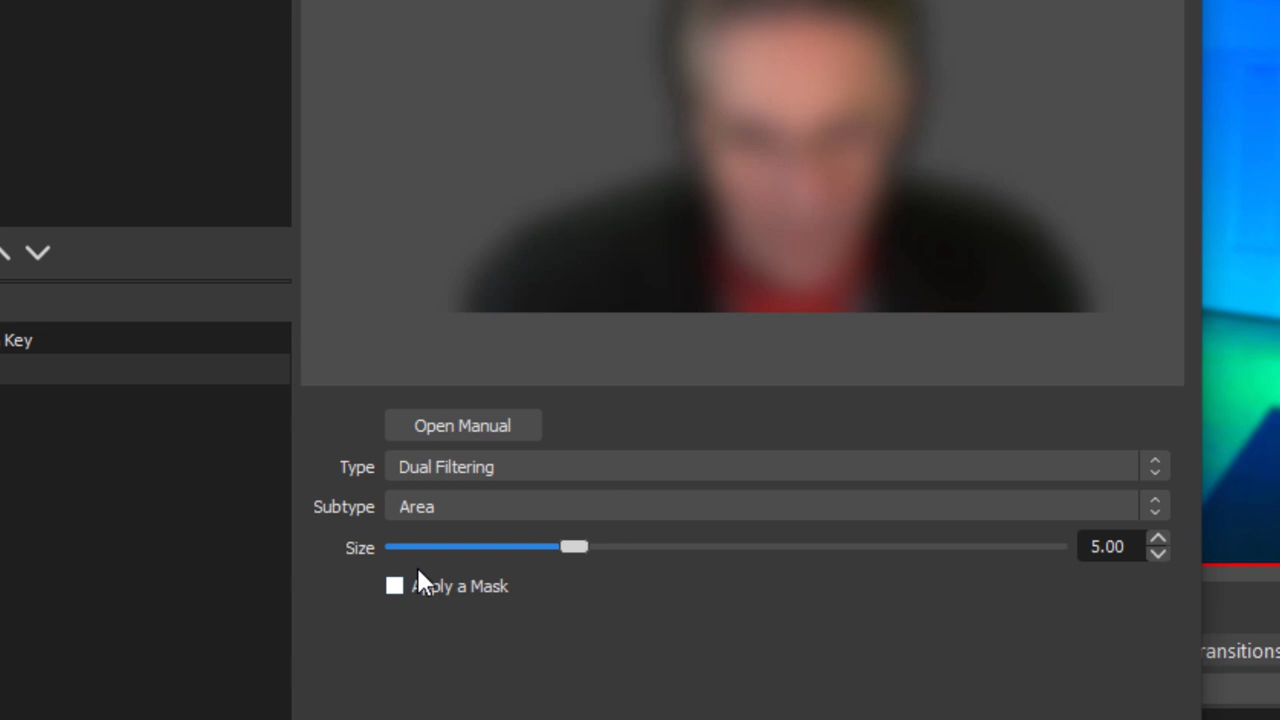 Key
Open Manual
Type Dual Filtering
Subtype Area
Size 5.00
Apply a Mask
ransitions